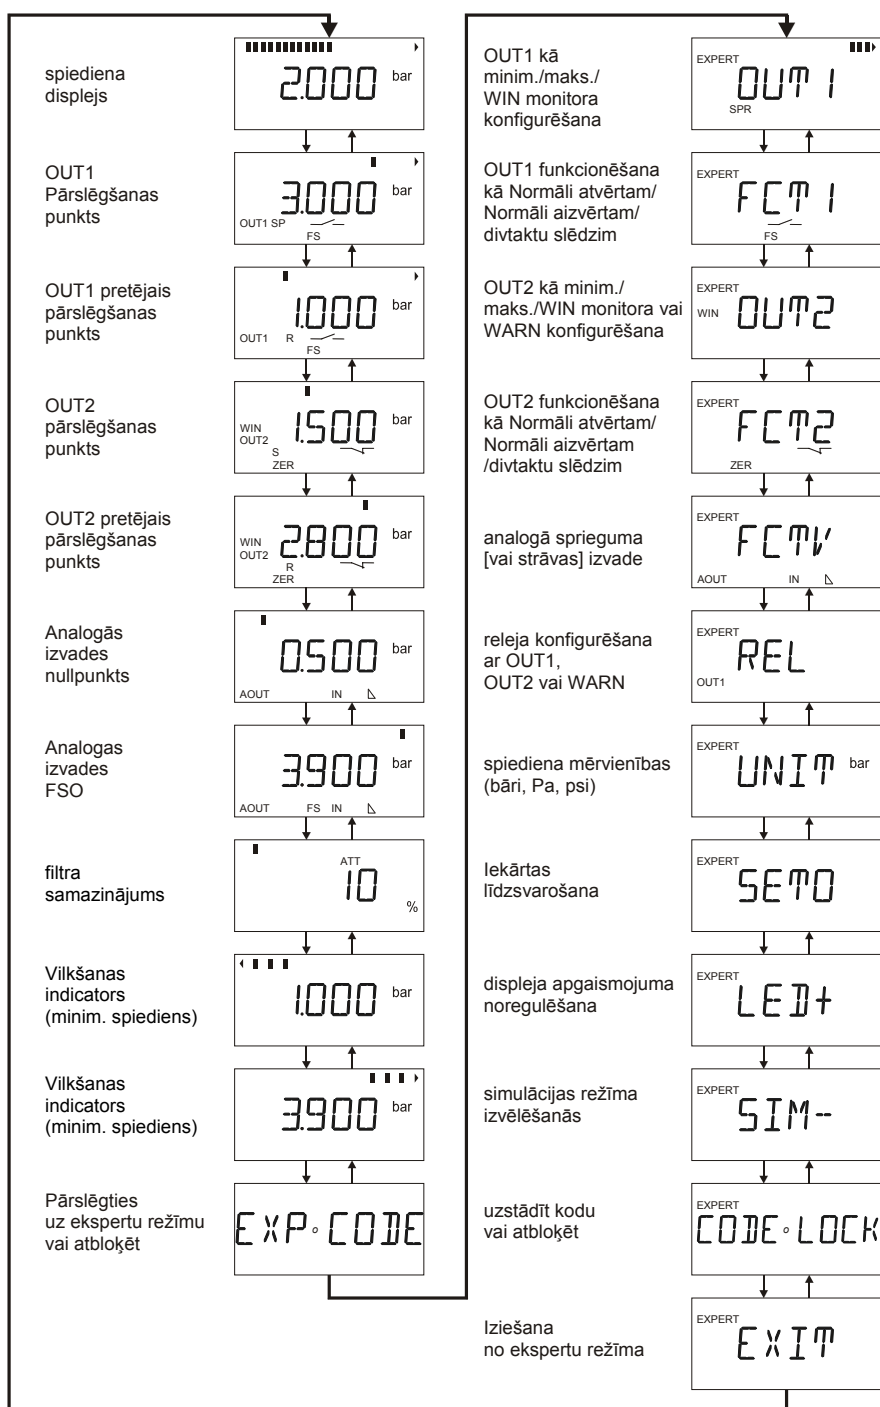 spiediena
displejs
2.000 bar
OUT1
Pārslēgšanas
punkts
3.000 bar
OUT1 SP
FS
OUT1 pretējais
pārslēgšanas
punkts
1.000 bar
OUT1 R
FS
OUT2
pārslēgšanas
punkts
WIN
OUT2
1.500 bar
S
ZER
OUT2 pretējais
pārslēgšanas
punkts
WIN
OUT2
2.800 bar
R
ZER
Analogās
izvades
nullpunkts
0.500 bar
AOUT IN
Analogas
izvades
FSO
3.900 bar
AOUT FS IN
filtra
samazinājums
ATT
10
%
Vilkšanas
indicators
(minim. spiediens)
1.000 bar
Vilkšanas
indicators
(minim. spiediens)
3.900 bar
Pārslēgties
uz ekspertu režīmu
vai atbloķēt
EXP°CODE
OUT1 kā
minim./maks./
WIN monitora
konfigurēšana
EXPERT
OUT 1
SPR
OUT1 funkcionēšana
kā Normāli atvērtam/
Normāli aizvērtam/
divtaktu slēdzim
EXPERT
FCT 1
FS
OUT2 kā minim./
maks./WIN monitora vai
WARN konfigurēšana
EXPERT
WIN
OUT2
OUT2 funkcionēšana
kā Normāli atvērtam/
Normāli aizvērtam
/divtaktu slēdzim
EXPERT
FCT2
ZER
analogā sprieguma
[vai strāvas] izvade
EXPERT
FCTV
AOUT IN
releja konfigurēšana
ar OUT1,
OUT2 vai WARN
EXPERT
REL
OUT1
spiediena mērvienības
(bāri, Pa, psi)
EXPERT
UNIT bar
Iekārtas
līdzsvarošana
EXPERT
SET0
displeja apgaismojuma
noregulēšana
EXPERT
LED+
simulācijas režīma
izvēlēšanās
EXPERT
SIM-
uzstādīt kodu
vai atbloķēt
EXPERT
CODE°LOCK
Iziešana
no ekspertu režīma
EXPERT
EXIT